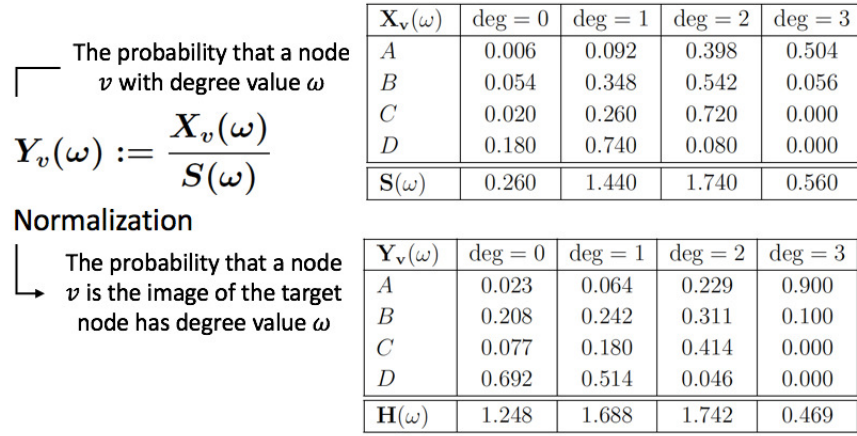 The probability that a node
v with degree value ω
Y_v(ω) := X_v(ω) / S(ω)
Normalization
The probability that a node
v is the image of the target
node has degree value ω
X_v(ω) deg = 0 deg = 1 deg = 2 deg = 3
A 0.006 0.092 0.398 0.504
B 0.054 0.348 0.542 0.056
C 0.020 0.260 0.720 0.000
D 0.180 0.740 0.080 0.000
S(ω) 0.260 1.440 1.740 0.560
Y_v(ω) deg = 0 deg = 1 deg = 2 deg = 3
A 0.023 0.064 0.229 0.900
B 0.208 0.242 0.311 0.100
C 0.077 0.180 0.414 0.000
D 0.692 0.514 0.046 0.000
H(ω) 1.248 1.688 1.742 0.469